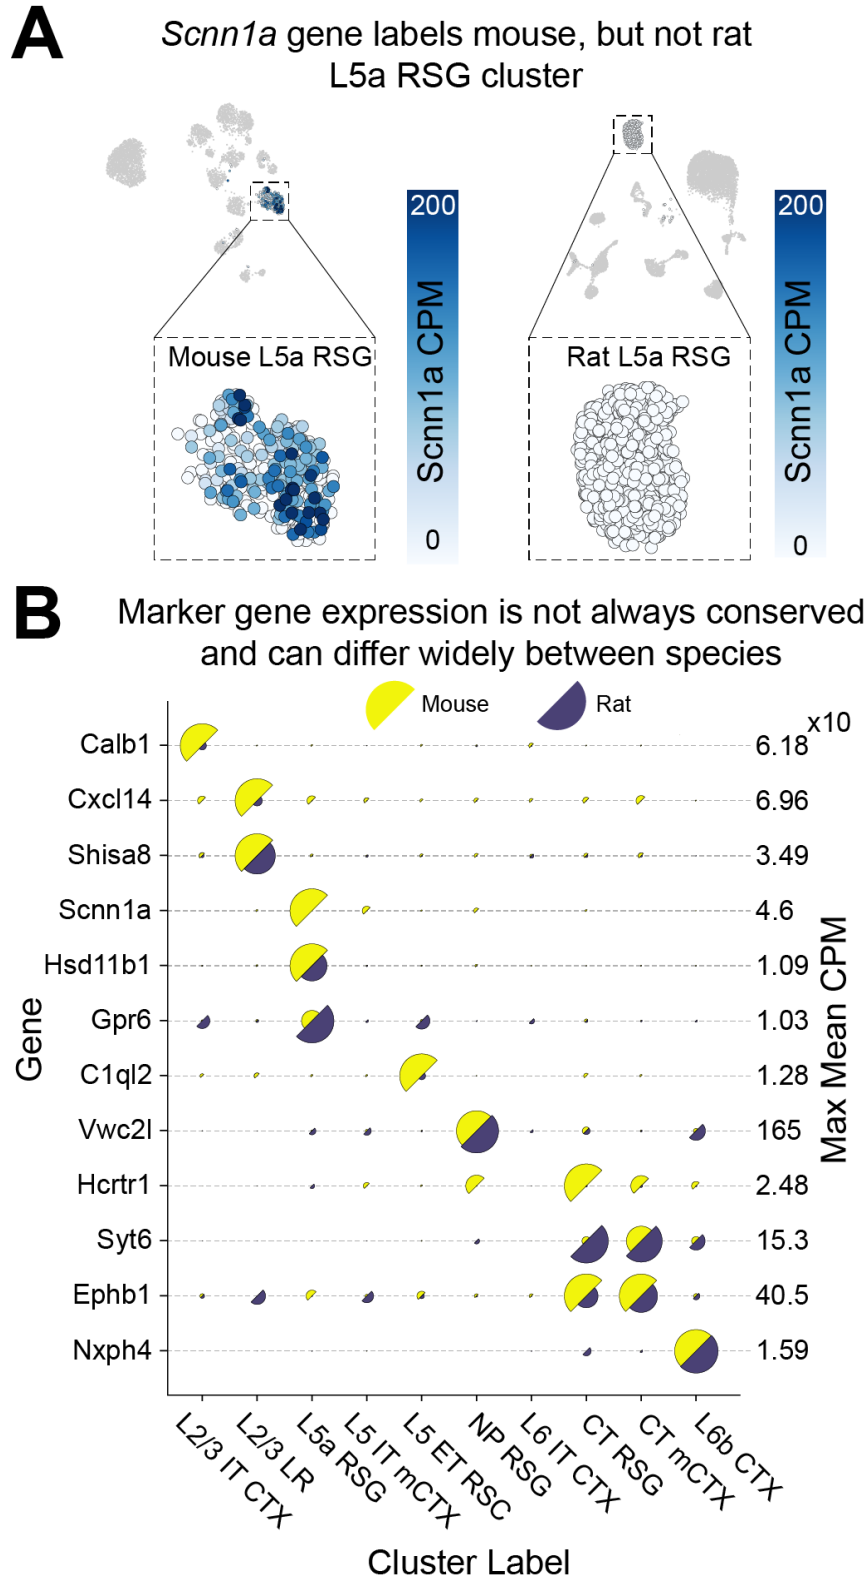 A
Scnn1a gene labels mouse, but not rat
L5a RSG cluster
200
Scnn1a CPM
0
200
Scnn1a CPM
0
Mouse L5a RSG
Rat L5a RSG
B
Marker gene expression is not always conserved
and can differ widely between species
Mouse
Rat
x10
Calb1
6.18
Cxcl14
6.96
Shisa8
3.49
Scnn1a
4.6
Hsd11b1
1.09
Gpr6
1.03
C1ql2
1.28
Vwc2l
165
Hcrtr1
2.48
Syt6
15.3
Ephb1
40.5
Nxph4
1.59
Gene
Max Mean CPM
L2/3 IT CTX
L2/3 LR
L5a RSG
L5 IT mCTX
L5 ET RSC
NP RSG
L6 IT CTX
CT RSG
CT mCTX
L6b CTX
Cluster Label